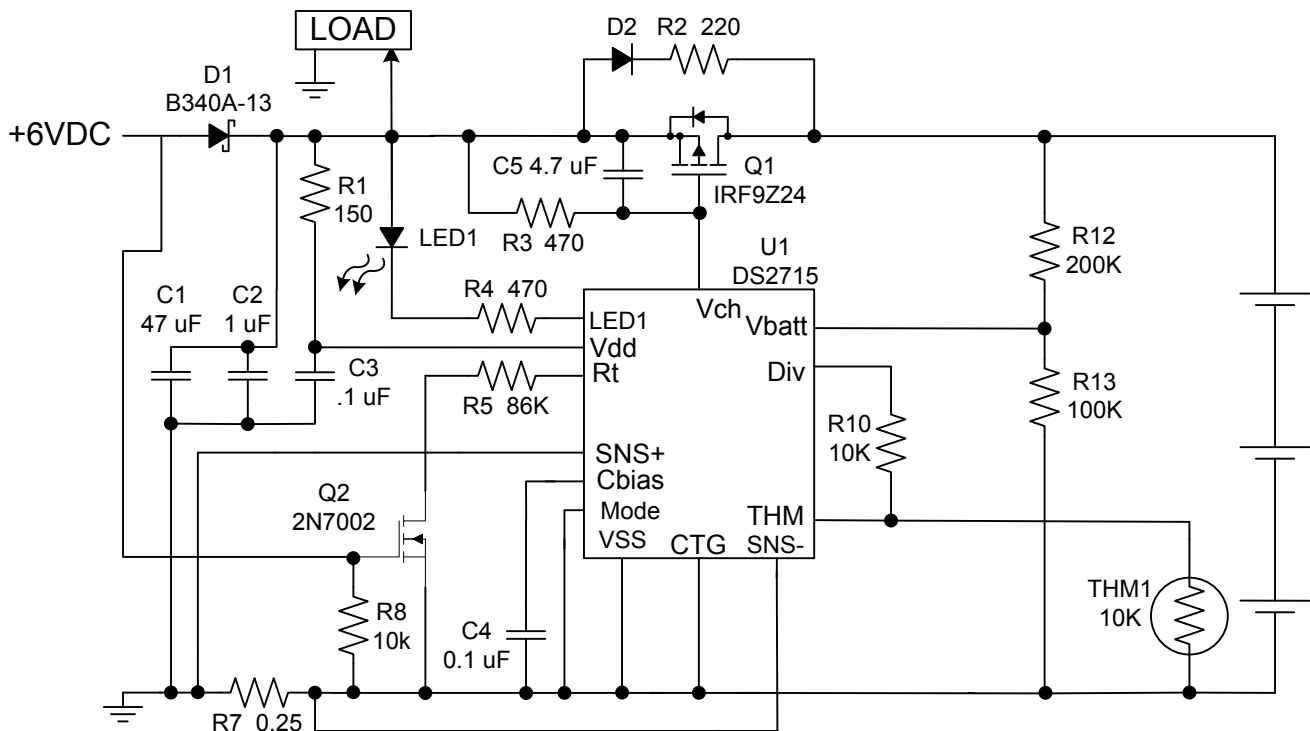 LOAD
D2
R2 220
D1
B340A-13
+6VDC
R1
150
C5 4.7 uF
Q1
IRF9Z24
R3 470
LED1
U1
DS2715
R12
200K
C1
47 uF
C2
1 uF
R4 470
LED1
Vch
Vbatt
Vdd
C3
.1 uF
Rt
Div
R5 86K
R13
100K
R10
10K
SNS+
Cbias
Q2
2N7002
Mode
THM
VSS
CTG
SNS-
R8
10k
C4
0.1 uF
THM1
10K
R7 0.25